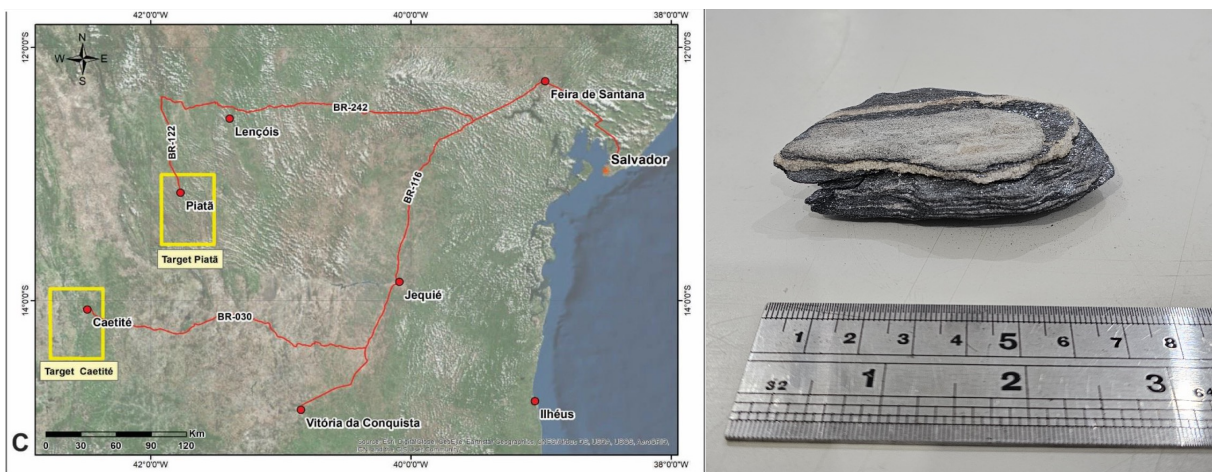 42°0'0"W
40°0'0"W
38°0'0"W
12°0'0"S
12°0'0"S
N
W E
S
Feira de Santana
BR-242
Lençóis
BR-122
Salvador
BR-116
Piatã
Target Piatã
14°0'0"S
14°0'0"S
Jequié
Caetité
BR-030
Target Caetité
Vitória da Conquista
Ilhéus
C
Km
0 30 60 90 120
42°0'0"W
40°0'0"W
38°0'0"W
1 2 3 4 5 6 7 8
32 1 2 3 64